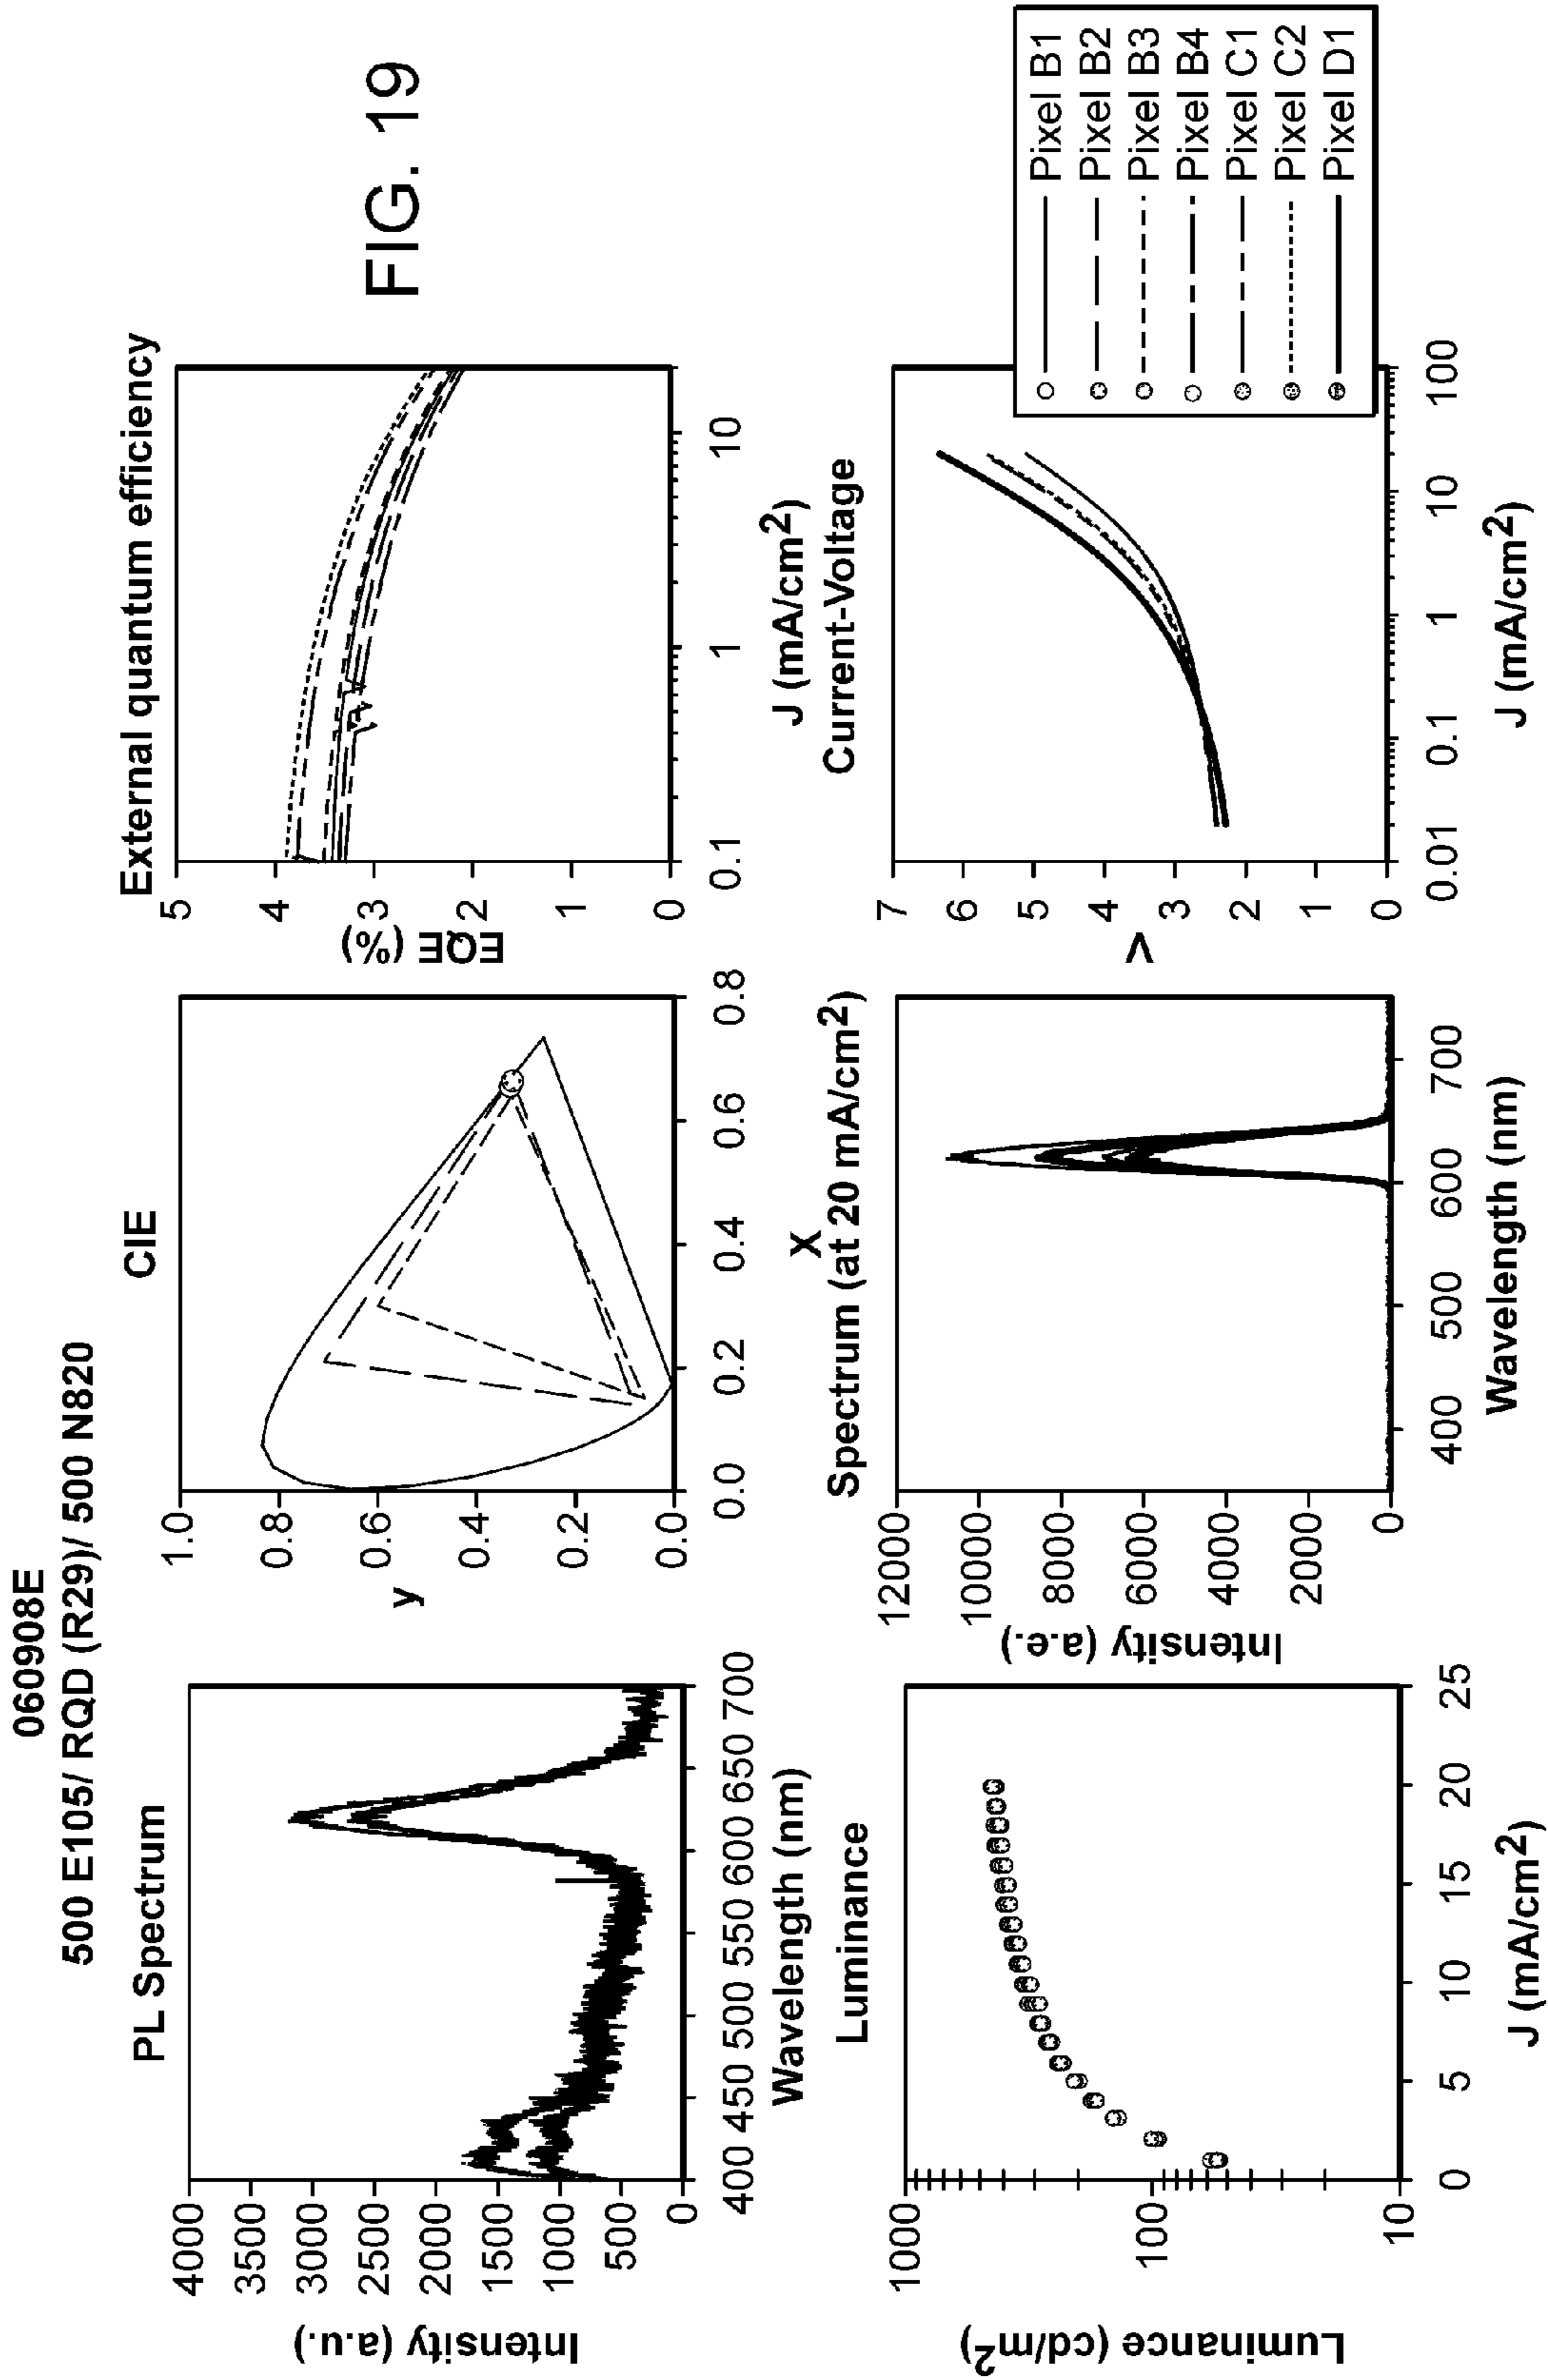 060908E
500 E105/ RQD (R29)/ 500 N820
PL Spectrum
Intensity (a.u.)
4000
3500
3000
2500
2000
1500
1000
500
0
400 450 500 550 600 650 700
Wavelength (nm)
CIE
y
1.0
0.8
0.6
0.4
0.2
0.0
0.0 0.2 0.4 0.6 0.8
X
External quantum efficiency
EQE (%)
5
4
3
2
1
0
0.1 1 10
J (mA/cm2)
FIG. 19
Luminance
Luminance (cd/m2)
1000
100
10
0 5 10 15 20 25
J (mA/cm2)
Spectrum (at 20 mA/cm2)
Intensity (a.e.)
12000
10000
8000
6000
4000
2000
0
400 500 600 700
Wavelength (nm)
Current-Voltage
V
7
6
5
4
3
2
1
0
0.01 0.1 1 10 100
J (mA/cm2)
Pixel B1
Pixel B2
Pixel B3
Pixel B4
Pixel C1
Pixel C2
Pixel D1